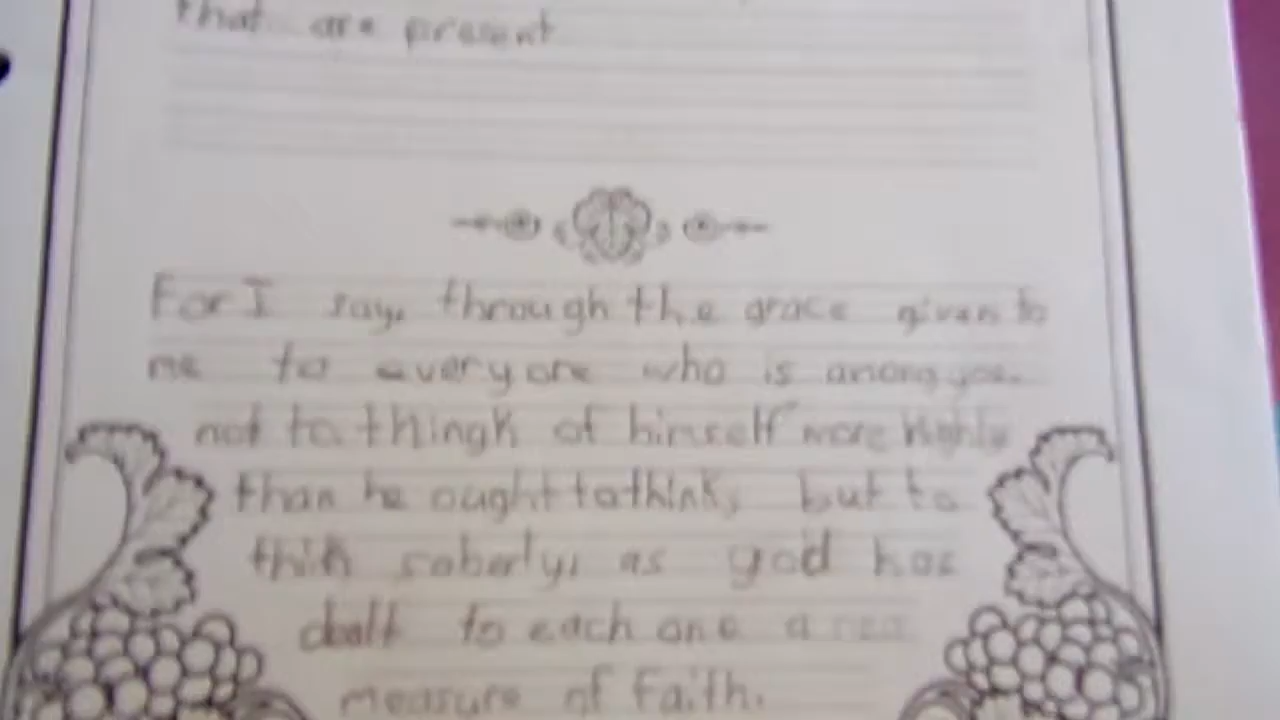 that are present
For I say, through the grace given to
me to everyone who is among you.
not to thingk of himself more highly
than he ought to think, but to
thih soberly, as god has
dealt to each one a
measure of Faith.